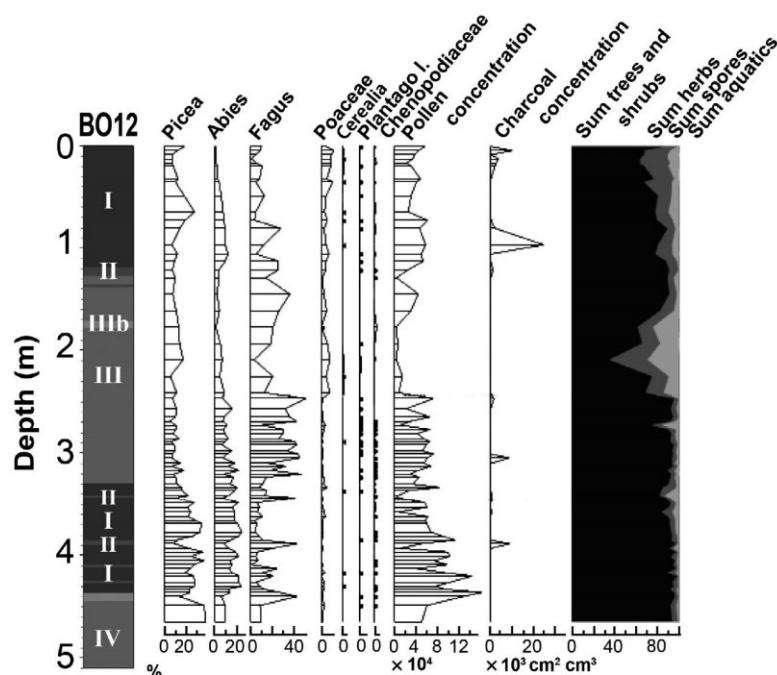 Picea
Abies
Fagus
Poaceae
Cerealia
Plantago l.
Chenopodiaceae
Pollen
concentration
Charcoal
concentration
Sum trees and
shrubs
Sum herbs
Sum spores
Sum aquatics
BO12
Depth (m)
0
1
2
3
4
5
I
II
IIIb
III
II
I
II
I
IV
0 20
0 20
0 20 40
0
0
0
0
0 4 8 12
0
0 40 80
%
× 10⁴
× 10³ cm² cm³